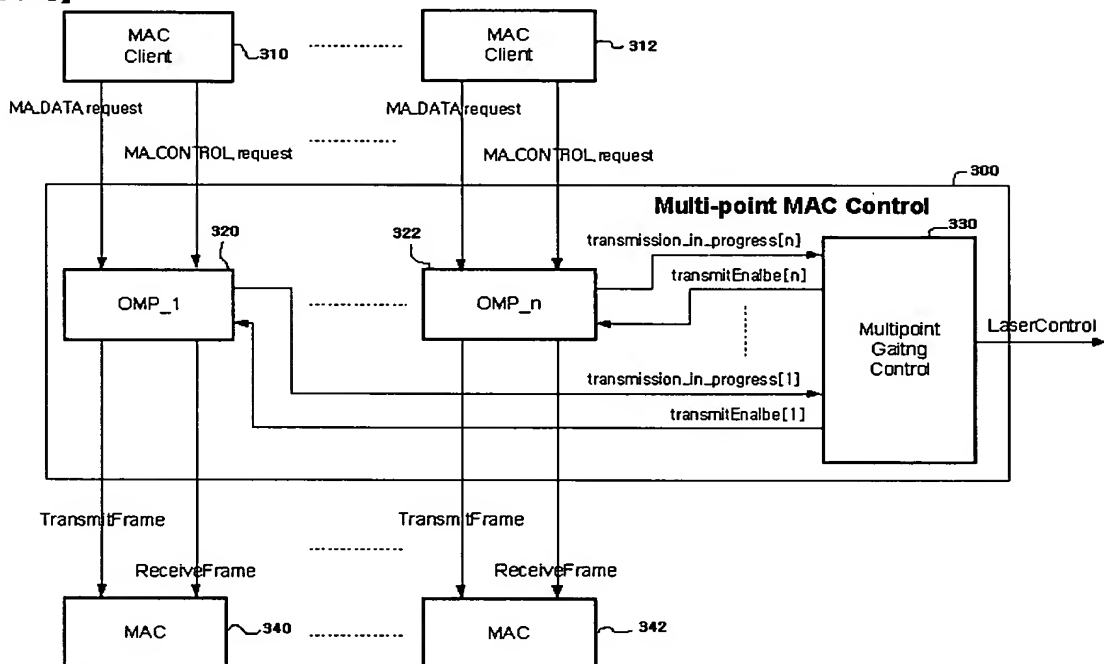 MAC Client
310
MAC Client
312
MA_DATA.request
MA_DATA.request
MA_CONTROL.request
MA_CONTROL.request
300
Multi-point MAC Control
320
322
330
transmission_in_progress[n]
transmitEnalbe[n]
OMP_1
OMP_n
Multipoint Gaitng Control
LaserControl
transmission_in_progress[1]
transmitEnalbe[1]
TransmitFrame
TransmitFrame
ReceiveFrame
ReceiveFrame
MAC
340
MAC
342